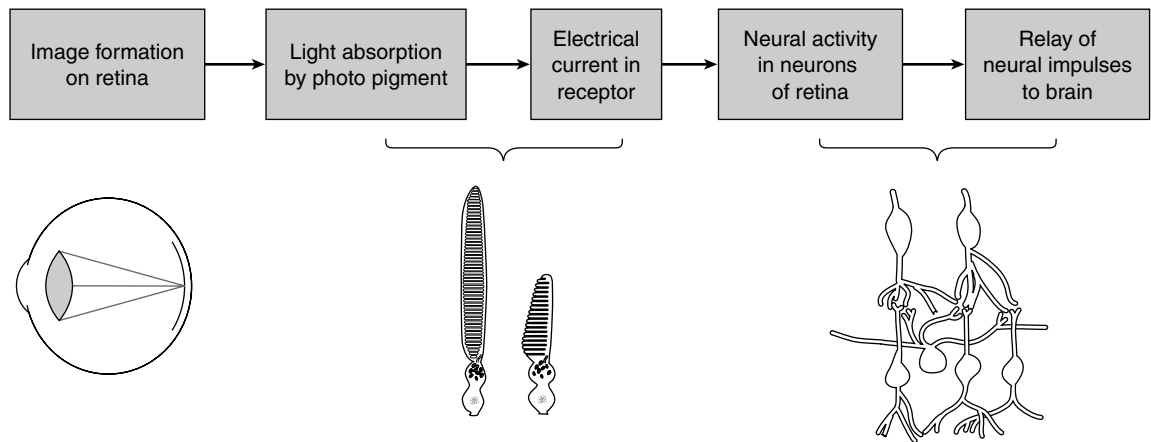 Image formation
on retina
Light absorption
by photo pigment
Electrical
current in
receptor
Neural activity
in neurons
of retina
Relay of
neural impulses
to brain